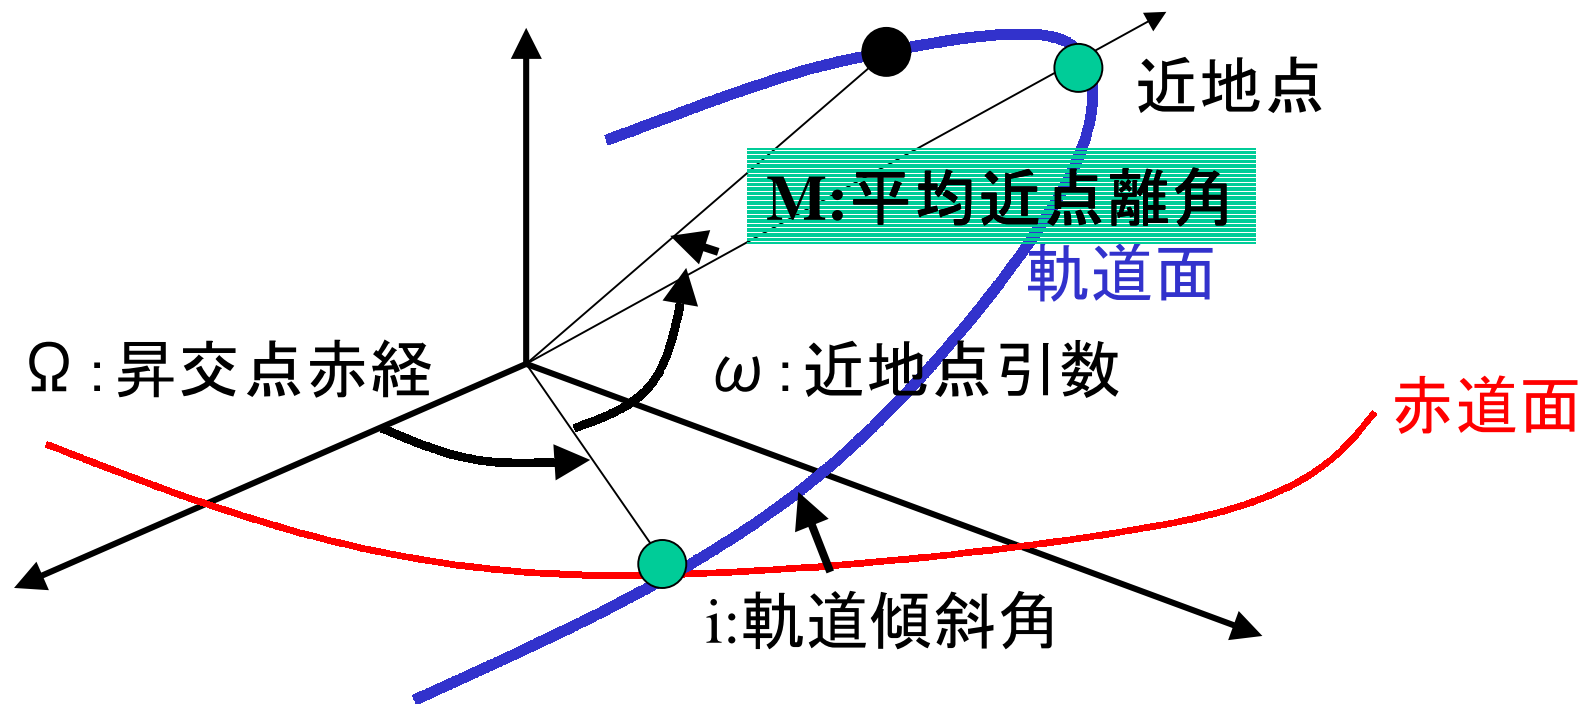 近地点
M:平均近点離角
軌道面
Ω:昇交点赤経
ω:近地点引数
赤道面
i:軌道傾斜角